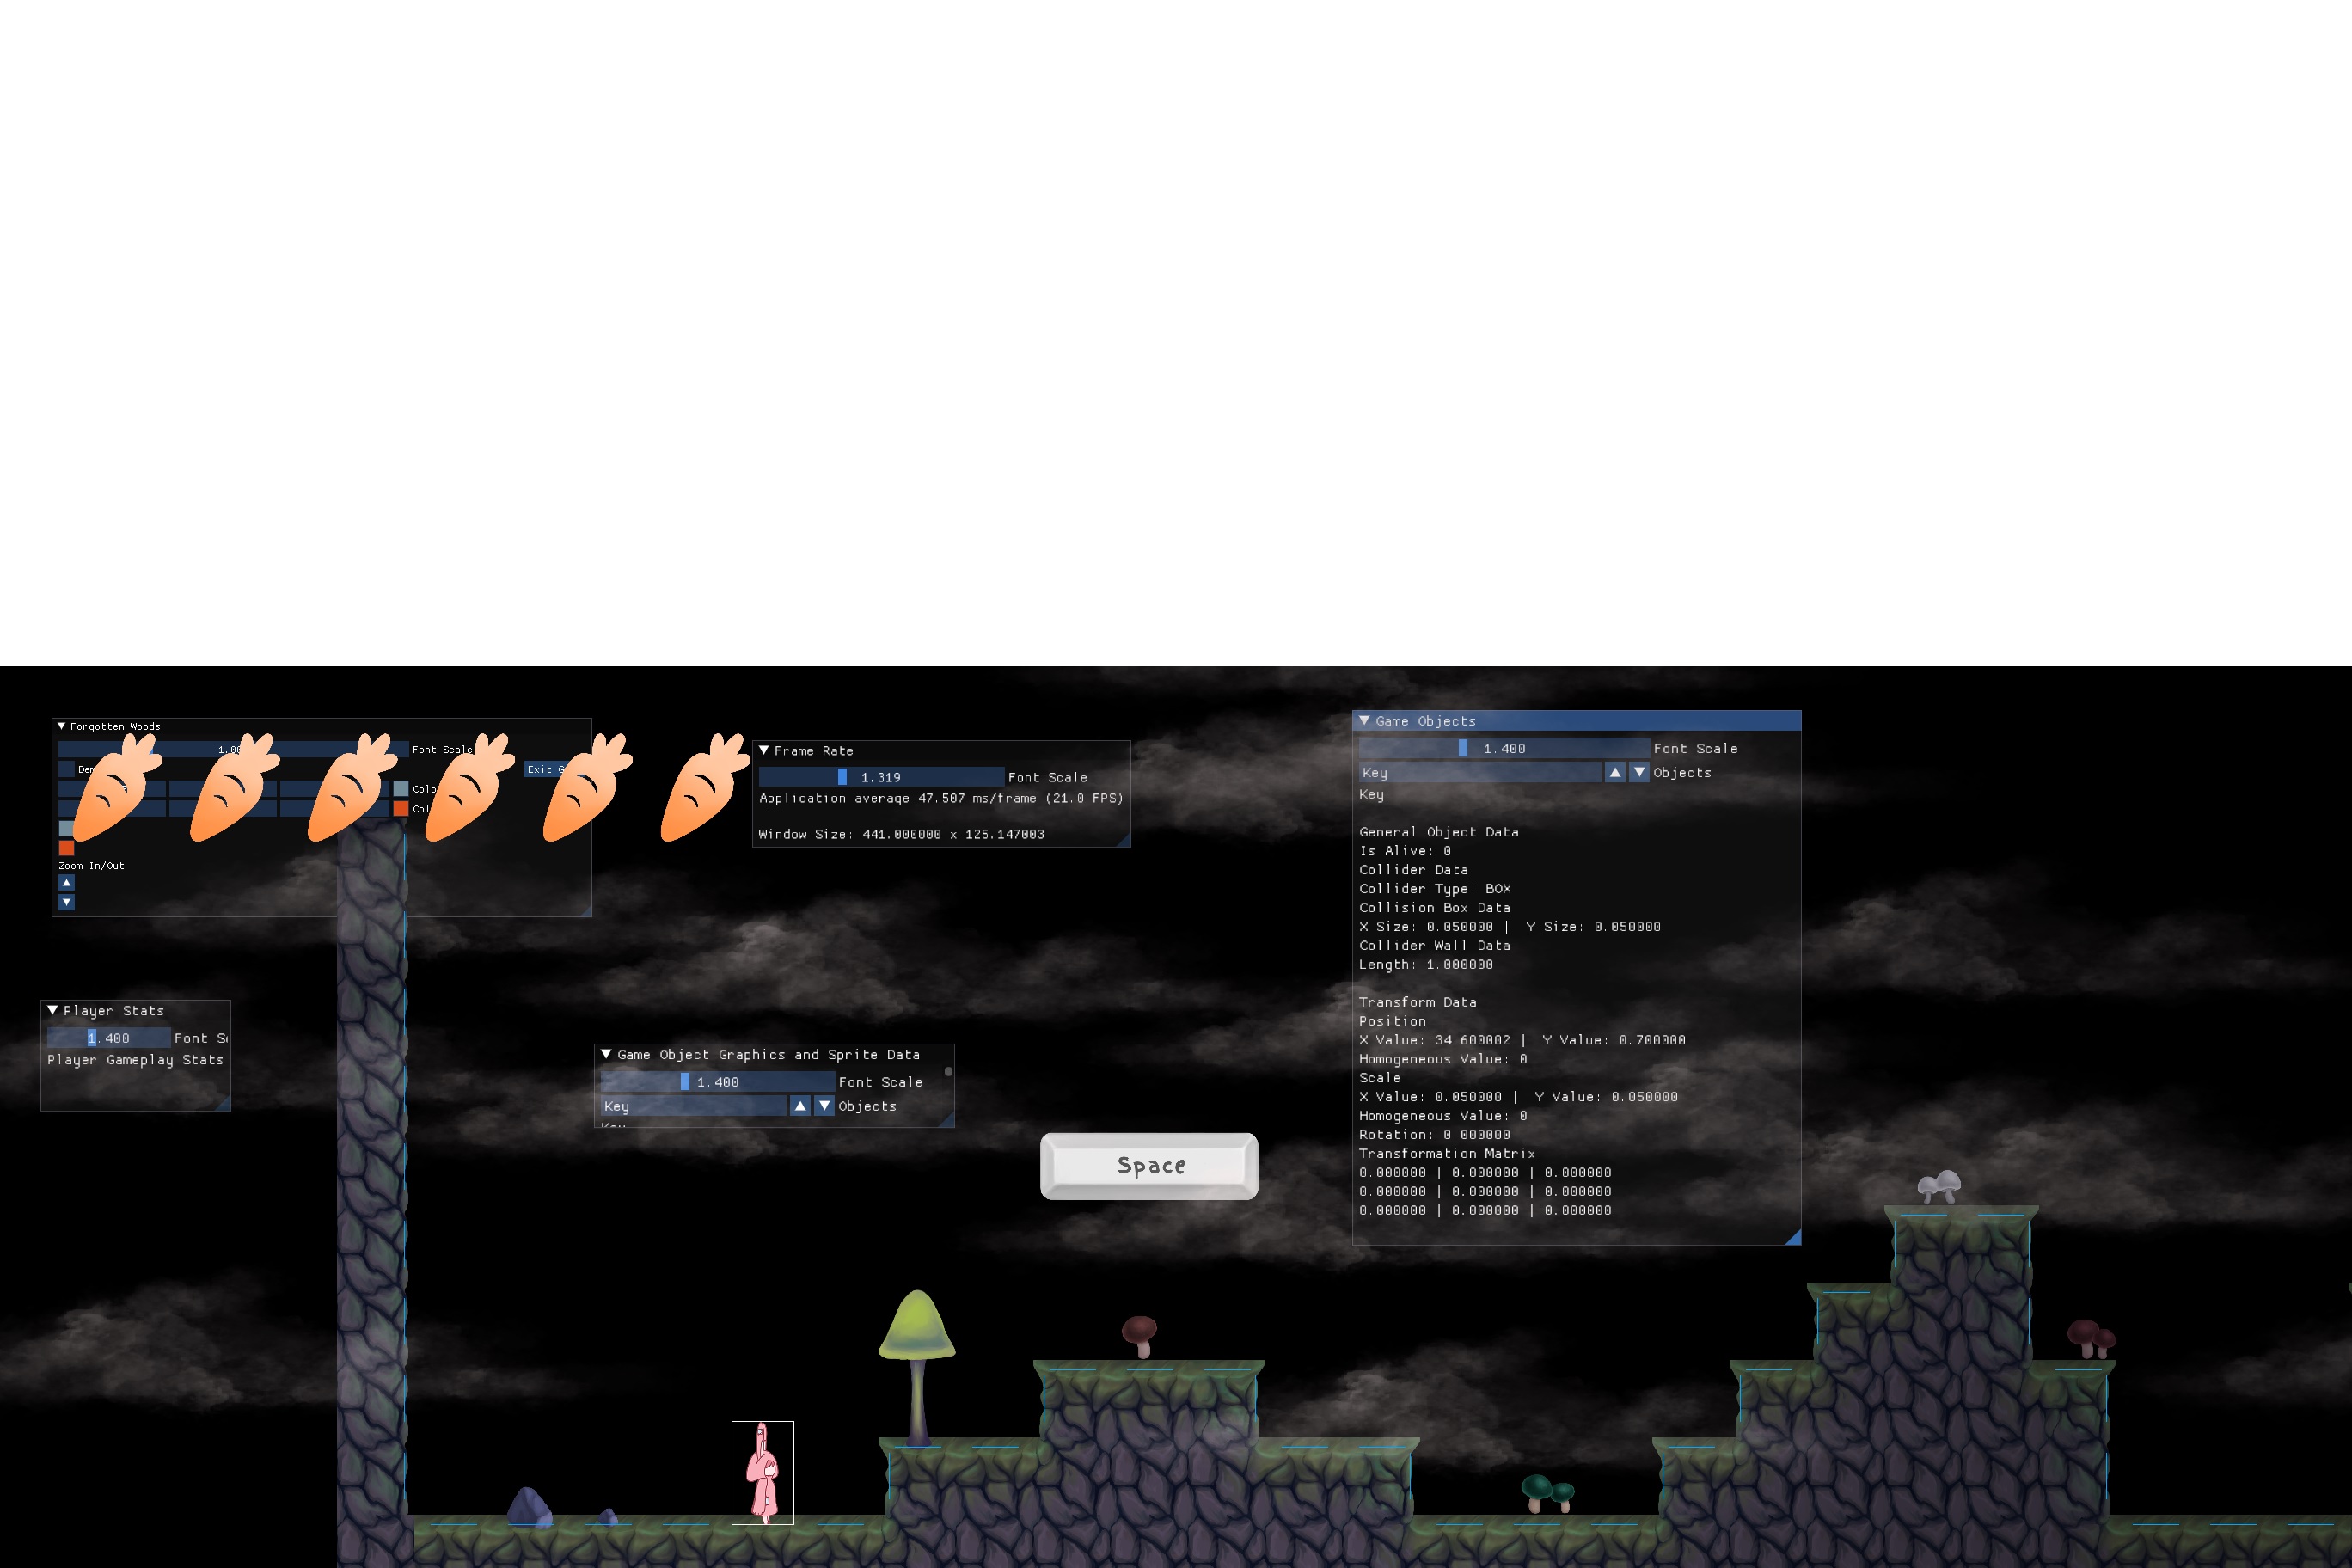 Forgotten Woods
Font Scale
Zoom In/Out
Frame Rate
1.319 Font Scale
Application average 47.507 ms/frame (21.0 FPS)
Window Size: 441.000000 x 125.147003
Game Objects
1.400 Font Scale
Key Objects
Key
General Object Data
Is Alive: 0
Collider Data
Collider Type: BOX
Collision Box Data
X Size: 0.050000 | Y Size: 0.050000
Collider Wall Data
Length: 1.000000
Transform Data
Position
X Value: 34.600002 | Y Value: 0.700000
Homogeneous Value: 0
Scale
X Value: 0.050000 | Y Value: 0.050000
Homogeneous Value: 0
Rotation: 0.000000
Transformation Matrix
0.000000 | 0.000000 | 0.000000
0.000000 | 0.000000 | 0.000000
0.000000 | 0.000000 | 0.000000
Player Stats
1.400 Font
Player Gameplay Stats
Game Object Graphics and Sprite Data
1.400 Font Scale
Key Objects
Space